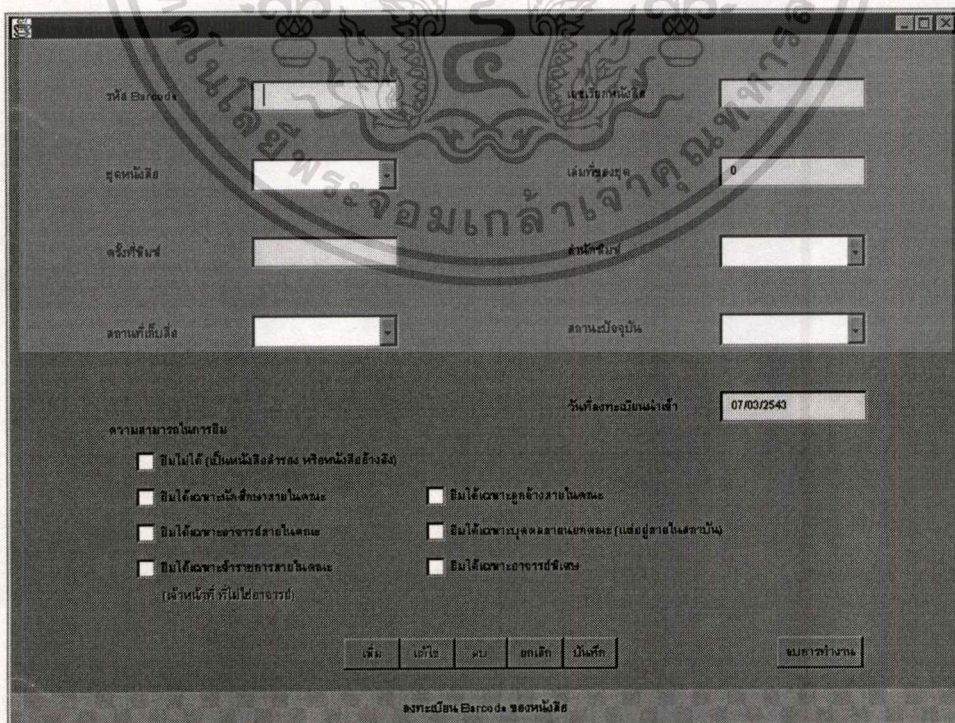 รหัส Barcode
เลขเรียกหนังสือ
ชุดหนังสือ
เล่มที่ของชุด
0
ครั้งที่พิมพ์
สำนักพิมพ์
สถานที่เก็บสื่อ
สถานะปัจจุบัน
วันที่ลงทะเบียนนำเข้า
07/03/2543
ความสามารถในการยืม
ยืมไม่ได้ (เป็นหนังสือสำรอง หรือหนังสืออ้างอิง)
ยืมได้เฉพาะนักศึกษาภายในคณะ
ยืมได้เฉพาะลูกจ้างภายในคณะ
ยืมได้เฉพาะอาจารย์ภายในคณะ
ยืมได้เฉพาะบุคคลภายนอกคณะ (แต่อยู่ภายในสถาบัน)
ยืมได้เฉพาะข้าราชการภายในคณะ
ยืมได้เฉพาะอาจารย์พิเศษ
(เจ้าหน้าที่ ที่ไม่ใช่อาจารย์)
เพิ่ม
แก้ไข
ลบ
ยกเลิก
บันทึก
จบการทำงาน
ลงทะเบียน Barcode ของหนังสือ
คโนโลยีพระจอมเกล้าเจ้าคุณทหารล